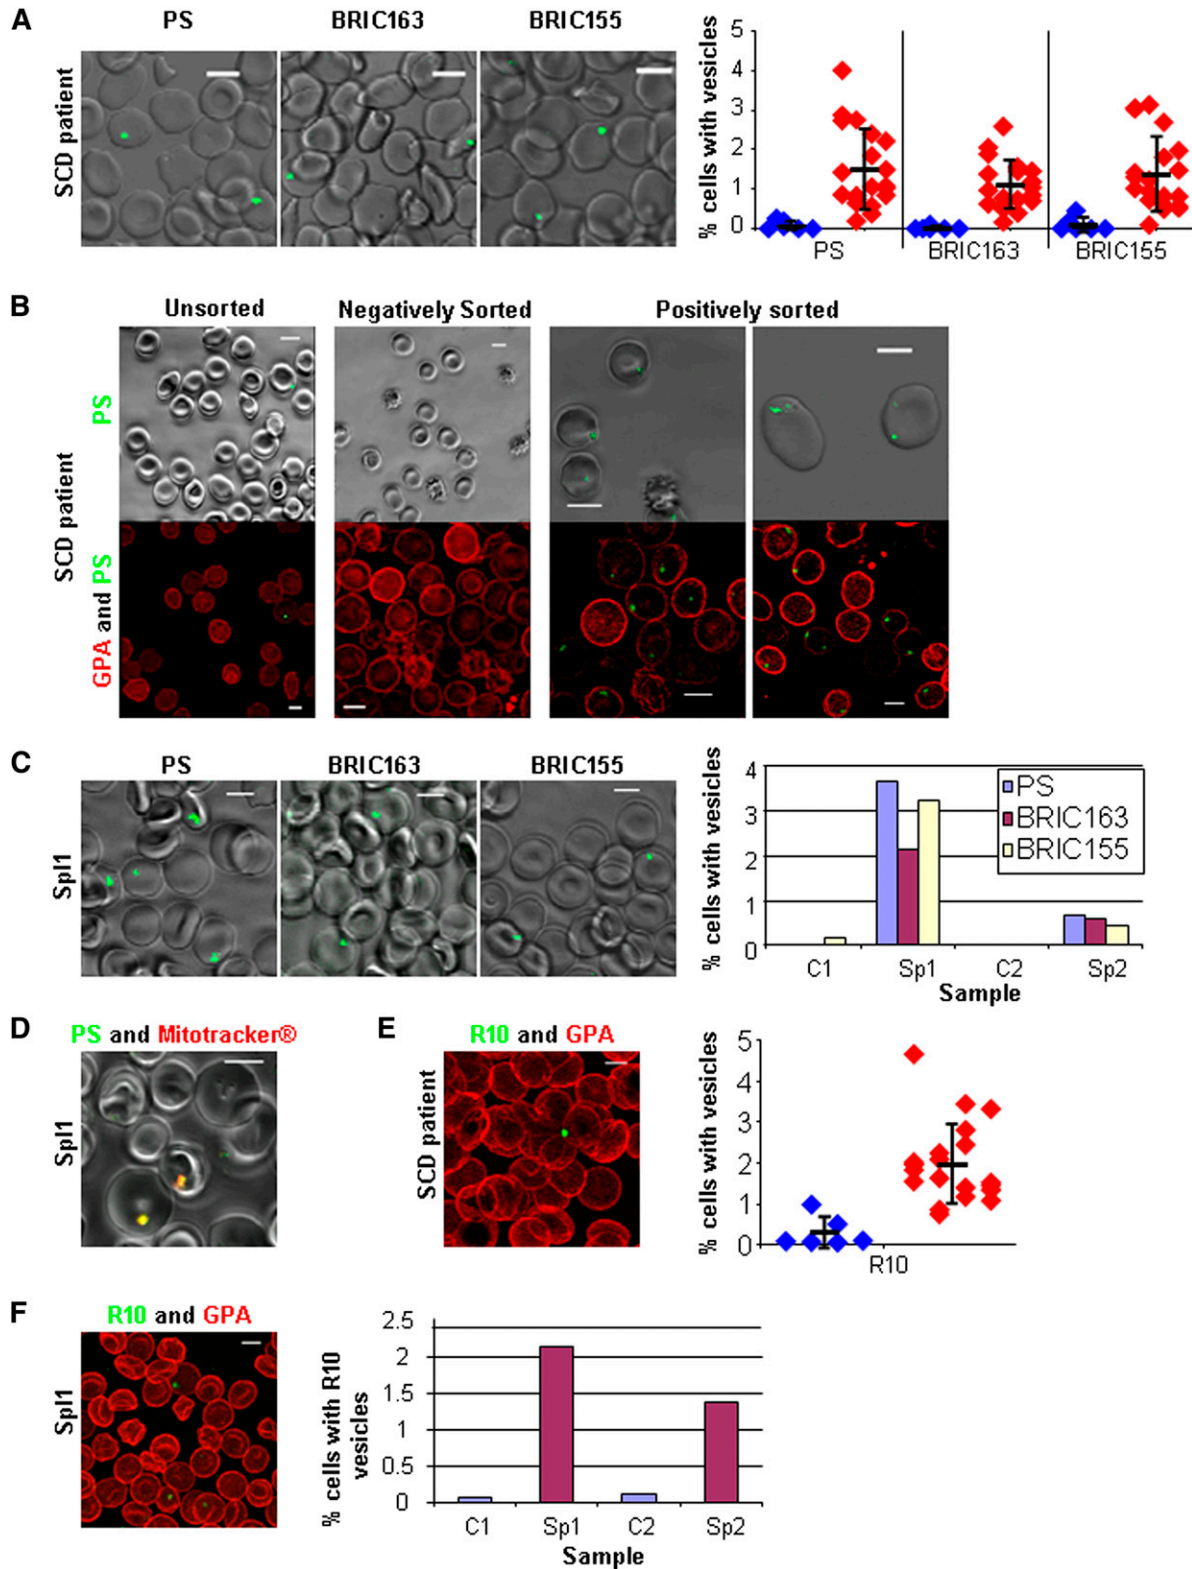 A
PS
BRIC163
BRIC155
SCD patient
% cells with vesicles
5
4
3
2
1
0
PS
BRIC163
BRIC155
B
Unsorted
Negatively Sorted
Positively sorted
SCD patient
PS
GPA and PS
C
PS
BRIC163
BRIC155
Spl1
% cells with vesicles
4
3
2
1
0
PS
BRIC163
BRIC155
C1
Sp1
C2
Sp2
Sample
D
PS and Mitotracker®
Spl1
E
R10 and GPA
SCD patient
% cells with vesicles
5
4
3
2
1
0
R10
F
R10 and GPA
Spl1
% cells with R10
vesicles
2.5
2
1.5
1
0.5
0
C1
Sp1
C2
Sp2
Sample